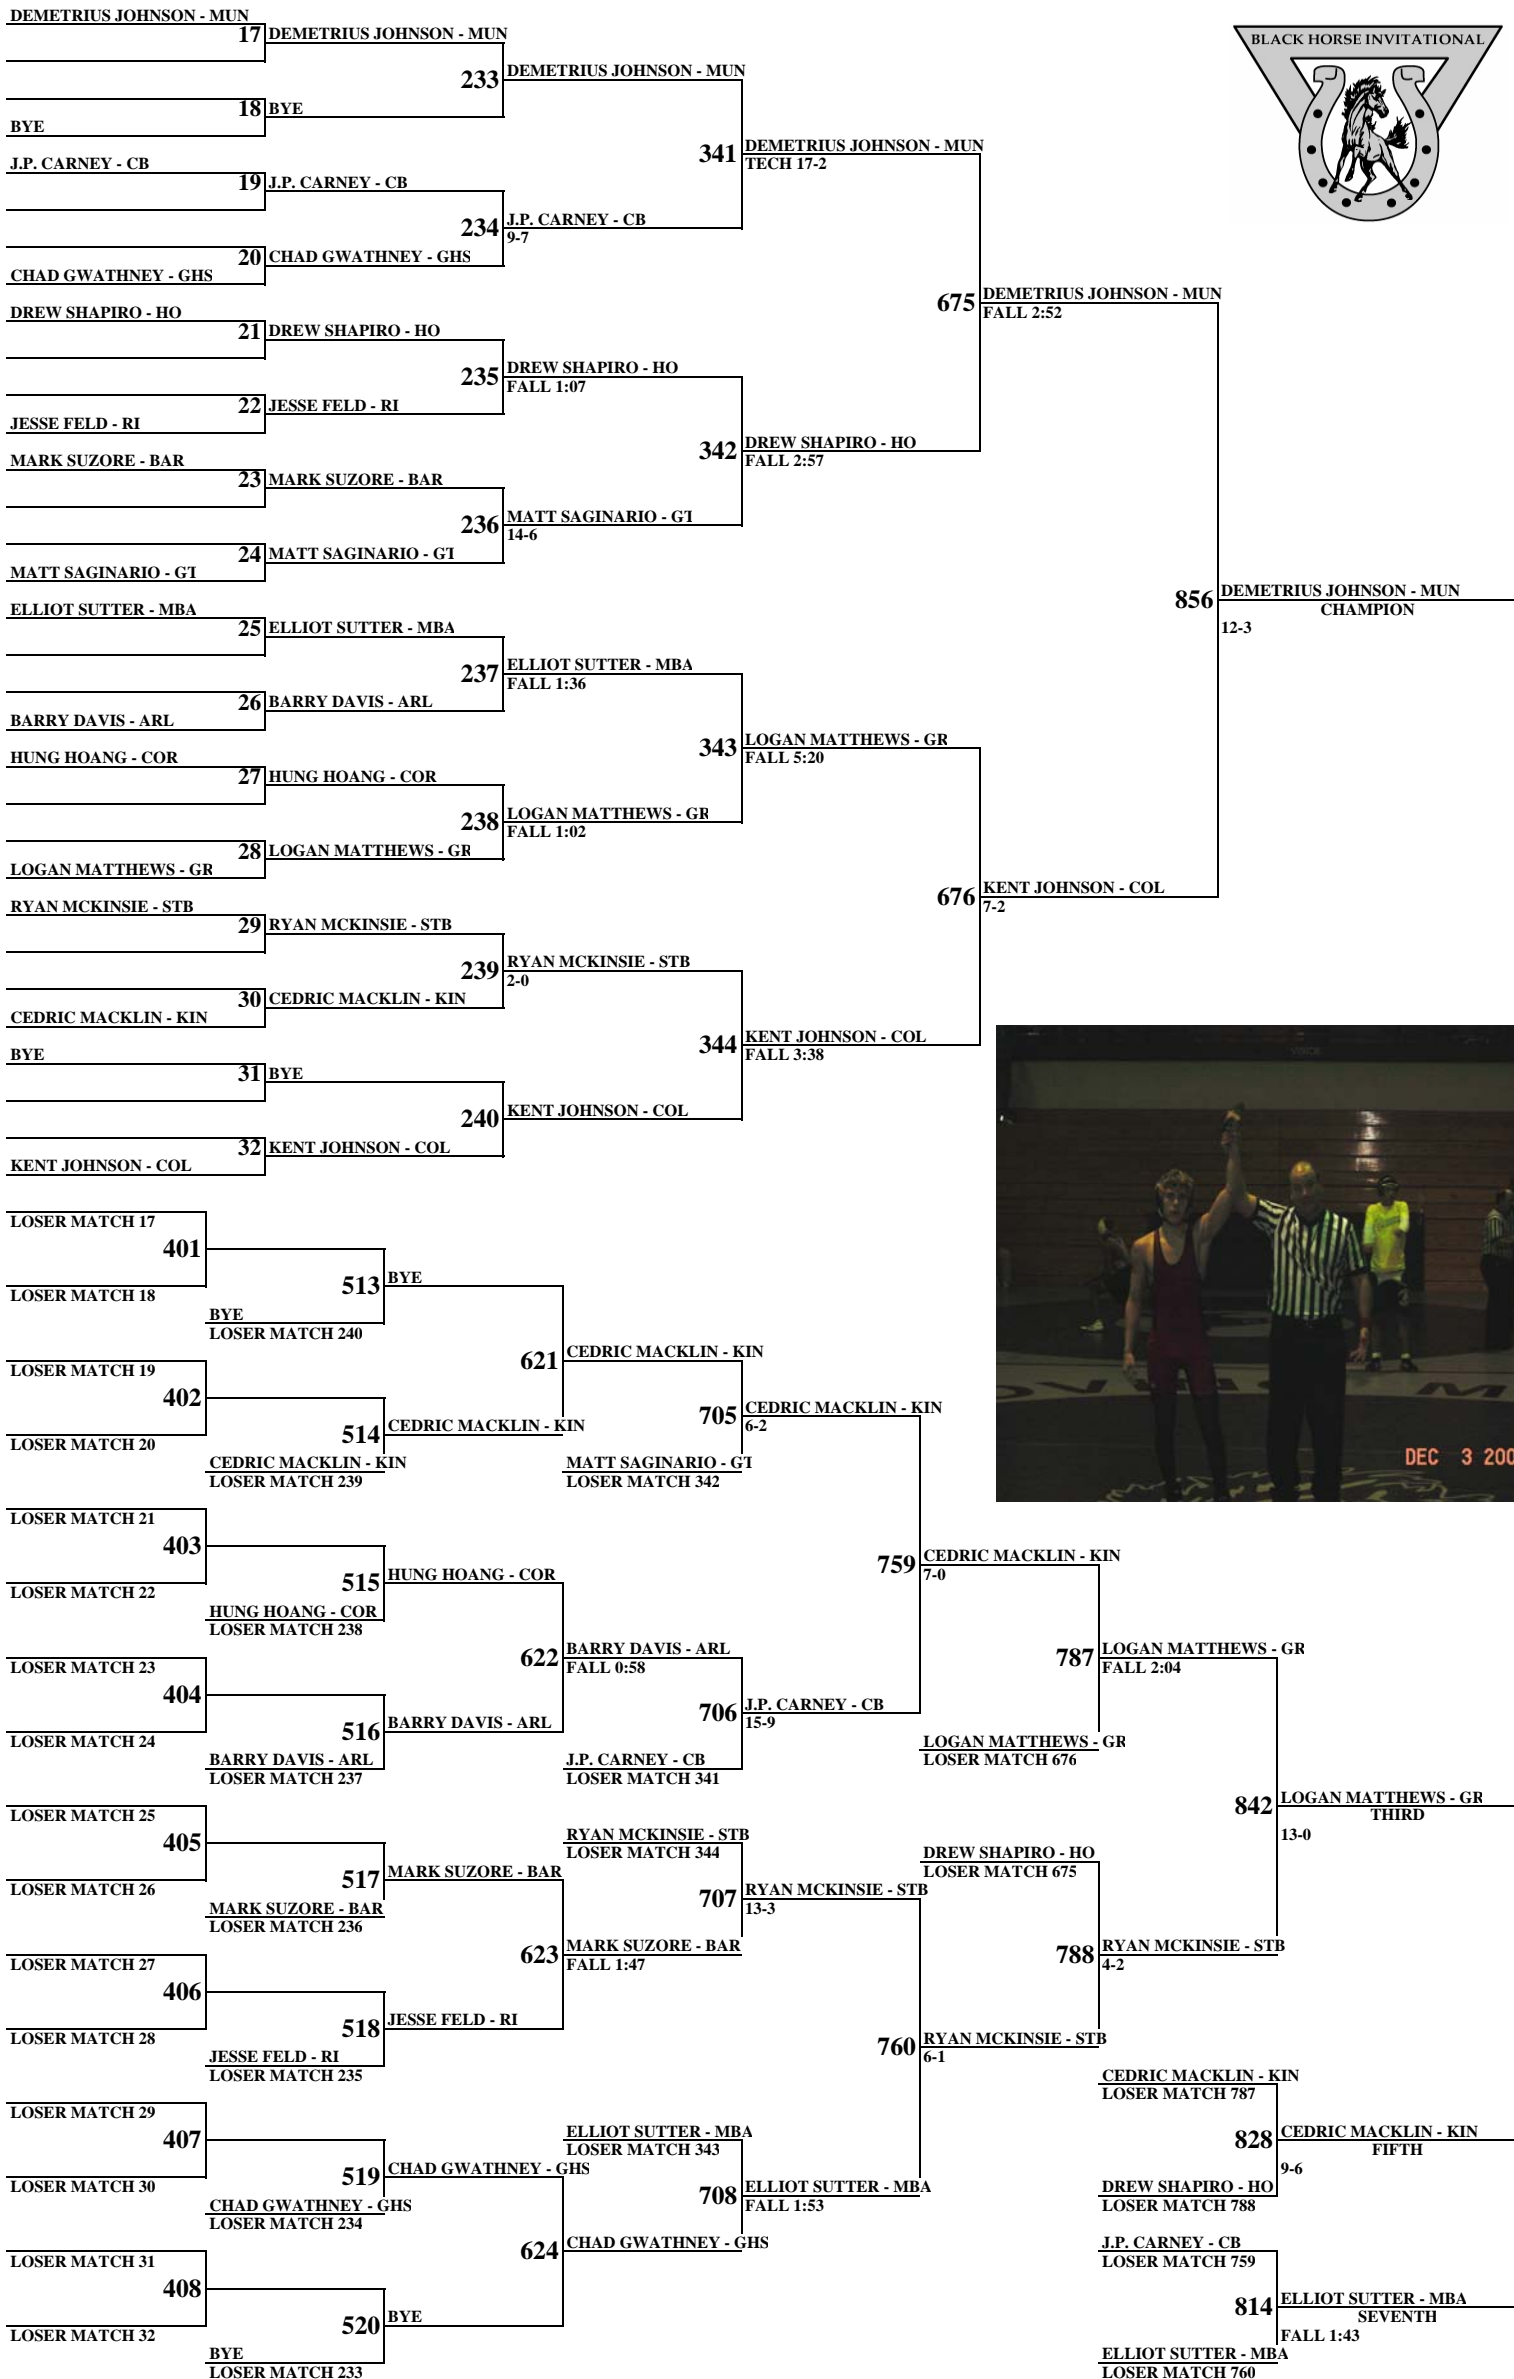 BLACK HORSE INVITATIONAL
DEMETRIUS JOHNSON - MUN
17
BYE
18
J.P. CARNEY - CB
19
CHAD GWATHNEY - GHS
20
DREW SHAPIRO - HO
21
JESSE FELD - RI
22
MARK SUZORE - BAR
23
MATT SAGINARIO - GT
24
ELLIOT SUTTER - MBA
25
BARRY DAVIS - ARL
26
HUNG HOANG - COR
27
LOGAN MATTHEWS - GR
28
RYAN MCKINSIE - STB
29
CEDRIC MACKLIN - KIN
30
BYE
31
KENT JOHNSON - COL
32
DEMETRIUS JOHNSON - MUN
233
BYE
J.P. CARNEY - CB
234
CHAD GWATHNEY - GHS
DREW SHAPIRO - HO
235
JESSE FELD - RI
MARK SUZORE - BAR
236
MATT SAGINARIO - GT
ELLIOT SUTTER - MBA
237
BARRY DAVIS - ARL
HUNG HOANG - COR
238
LOGAN MATTHEWS - GR
RYAN MCKINSIE - STB
239
CEDRIC MACKLIN - KIN
BYE
240
KENT JOHNSON - COL
DEMETRIUS JOHNSON - MUN
341
J.P. CARNEY - CB
9-7
DREW SHAPIRO - HO
FALL 1:07
342
MATT SAGINARIO - GT
14-6
ELLIOT SUTTER - MBA
FALL 1:36
343
LOGAN MATTHEWS - GR
FALL 1:02
RYAN MCKINSIE - STB
2-0
344
KENT JOHNSON - COL
DEMETRIUS JOHNSON - MUN
TECH 17-2
675
DREW SHAPIRO - HO
FALL 2:57
LOGAN MATTHEWS - GR
FALL 5:20
676
KENT JOHNSON - COL
FALL 3:38
DEMETRIUS JOHNSON - MUN
FALL 2:52
856
KENT JOHNSON - COL
7-2
DEMETRIUS JOHNSON - MUN
CHAMPION
12-3
DEC 3 200
LOSER MATCH 17
401
LOSER MATCH 18
LOSER MATCH 19
402
LOSER MATCH 20
LOSER MATCH 21
403
LOSER MATCH 22
LOSER MATCH 23
404
LOSER MATCH 24
LOSER MATCH 25
405
LOSER MATCH 26
LOSER MATCH 27
406
LOSER MATCH 28
LOSER MATCH 29
407
LOSER MATCH 30
LOSER MATCH 31
408
LOSER MATCH 32
513
BYE
LOSER MATCH 240
514
CEDRIC MACKLIN - KIN
LOSER MATCH 239
515
HUNG HOANG - COR
LOSER MATCH 238
516
BARRY DAVIS - ARL
LOSER MATCH 237
517
MARK SUZORE - BAR
LOSER MATCH 236
518
JESSE FELD - RI
LOSER MATCH 235
519
CHAD GWATHNEY - GHS
LOSER MATCH 234
520
BYE
LOSER MATCH 233
BYE
621
CEDRIC MACKLIN - KIN
HUNG HOANG - COR
622
BARRY DAVIS - ARL
MARK SUZORE - BAR
623
JESSE FELD - RI
CHAD GWATHNEY - GHS
624
BYE
CEDRIC MACKLIN - KIN
705
MATT SAGINARIO - GT
LOSER MATCH 342
BARRY DAVIS - ARL
FALL 0:58
706
J.P. CARNEY - CB
LOSER MATCH 341
RYAN MCKINSIE - STB
LOSER MATCH 344
707
MARK SUZORE - BAR
FALL 1:47
ELLIOT SUTTER - MBA
LOSER MATCH 343
708
CHAD GWATHNEY - GHS
CEDRIC MACKLIN - KIN
6-2
759
J.P. CARNEY - CB
15-9
RYAN MCKINSIE - STB
13-3
760
ELLIOT SUTTER - MBA
FALL 1:53
CEDRIC MACKLIN - KIN
7-0
787
LOGAN MATTHEWS - GR
LOSER MATCH 676
DREW SHAPIRO - HO
LOSER MATCH 675
788
RYAN MCKINSIE - STB
6-1
LOGAN MATTHEWS - GR
FALL 2:04
842
RYAN MCKINSIE - STB
4-2
LOGAN MATTHEWS - GR
THIRD
13-0
CEDRIC MACKLIN - KIN
LOSER MATCH 787
828
DREW SHAPIRO - HO
LOSER MATCH 788
CEDRIC MACKLIN - KIN
FIFTH
9-6
J.P. CARNEY - CB
LOSER MATCH 759
814
ELLIOT SUTTER - MBA
LOSER MATCH 760
ELLIOT SUTTER - MBA
SEVENTH
FALL 1:43